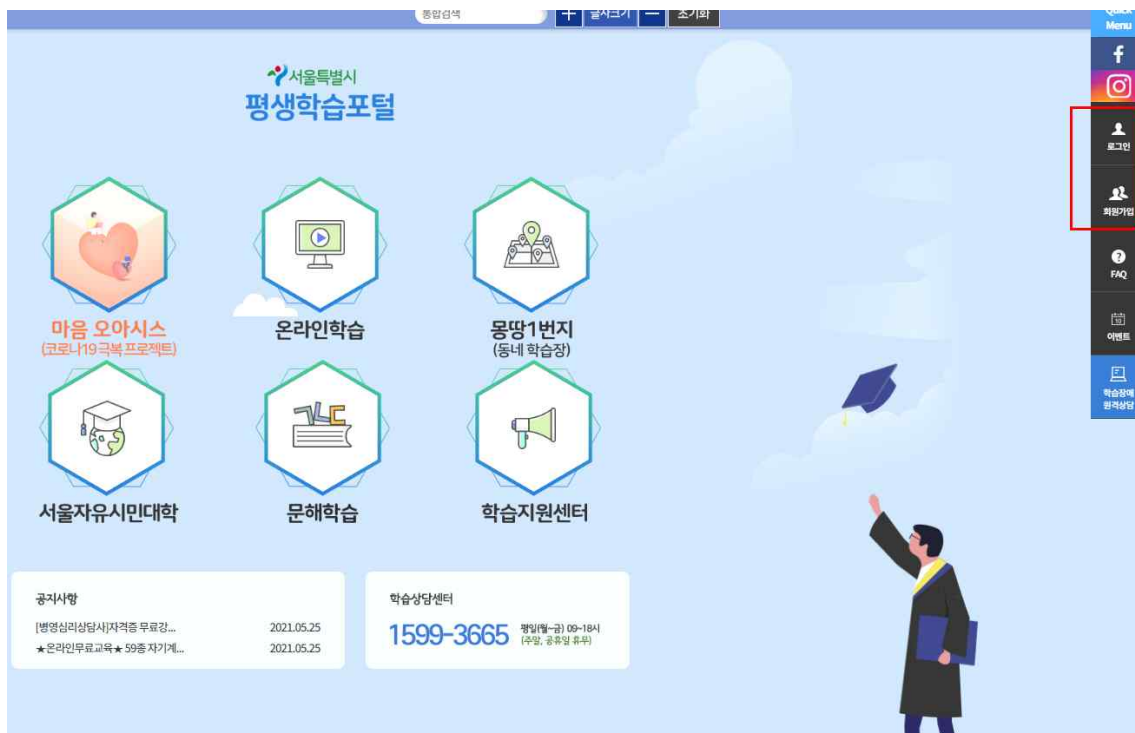 통합검색
글자크기
초기화
Quick
Menu
서울특별시
평생학습포털
로그인
회원가입
FAQ
이벤트
학습장애
원격상담
마음 오아시스
(코로나19 극복 프로젝트)
온라인학습
몽땅1번지
(동네 학습장)
서울자유시민대학
문해학습
학습지원센터
공지사항
[병영심리상담사]자격증 무료강...
2021.05.25
★온라인무료교육★ 59종 자기계...
2021.05.25
학습상담센터
1599-3665
평일(월~금) 09~18시
(주말, 공휴일 휴무)